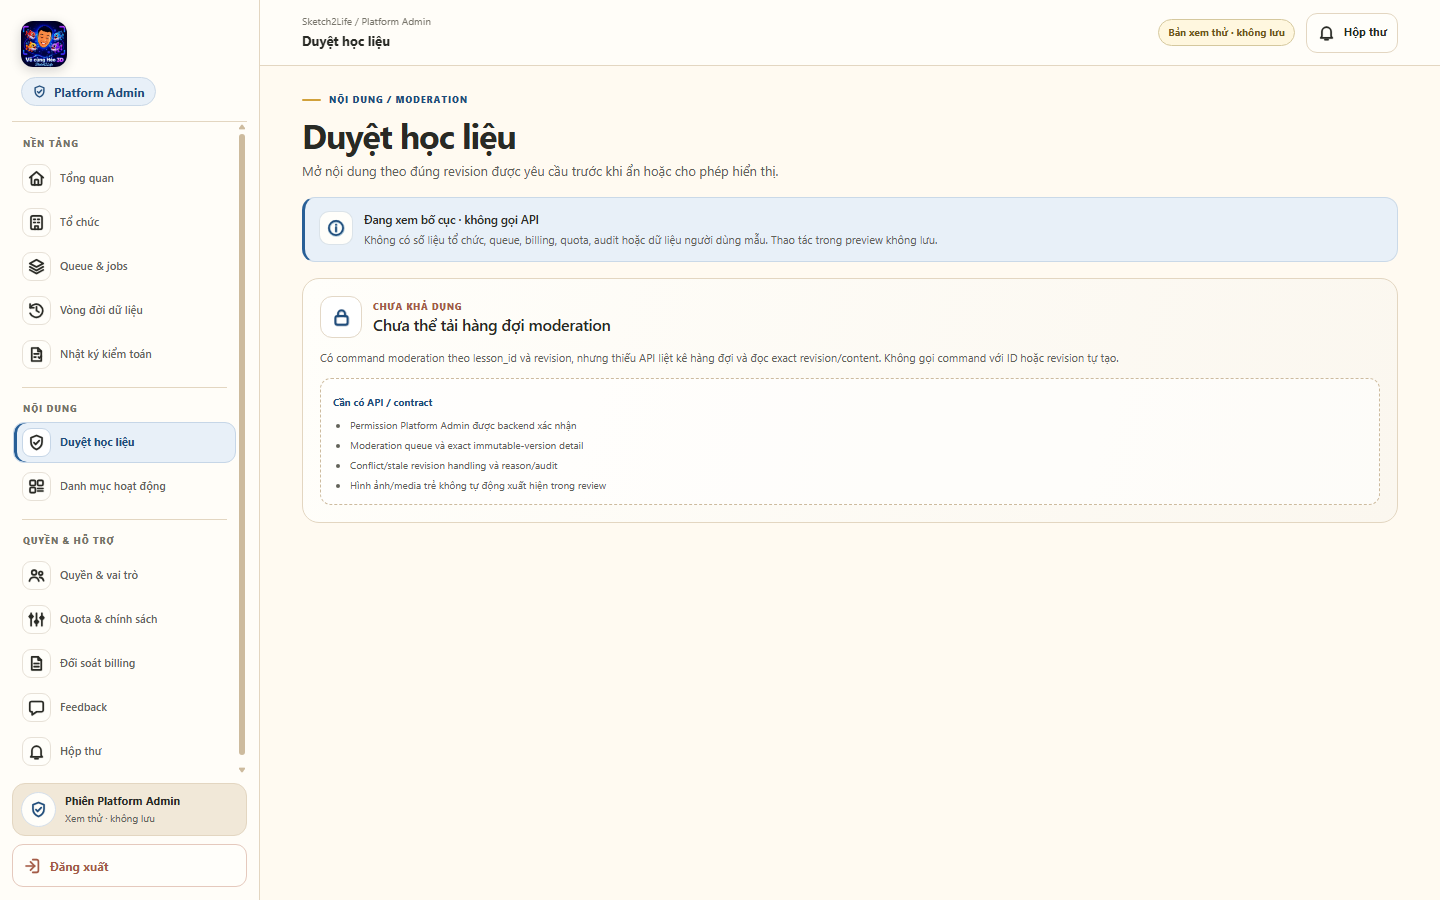 Vẽ cùng Héo 3D
Platform Admin
NỀN TẢNG
Tổng quan
Tổ chức
Queue & jobs
Vòng đời dữ liệu
Nhật ký kiểm toán
NỘI DUNG
Duyệt học liệu
Danh mục hoạt động
QUYỀN & HỖ TRỢ
Quyền & vai trò
Quota & chính sách
Đối soát billing
Feedback
Hộp thư
Phiên Platform Admin
Xem thử · không lưu
Đăng xuất
Sketch2Life / Platform Admin
Duyệt học liệu
Bản xem thử · không lưu
Hộp thư
NỘI DUNG / MODERATION
Duyệt học liệu
Mở nội dung theo đúng revision được yêu cầu trước khi ẩn hoặc cho phép hiển thị.
Đang xem bố cục · không gọi API
Không có số liệu tổ chức, queue, billing, quota, audit hoặc dữ liệu người dùng mẫu. Thao tác trong preview không lưu.
CHƯA KHẢ DỤNG
Chưa thể tải hàng đợi moderation
Có command moderation theo lesson_id và revision, nhưng thiếu API liệt kê hàng đợi và đọc exact revision/content. Không gọi command với ID hoặc revision tự tạo.
Cần có API / contract
Permission Platform Admin được backend xác nhận
Moderation queue và exact immutable-version detail
Conflict/stale revision handling và reason/audit
Hình ảnh/media trẻ không tự động xuất hiện trong review